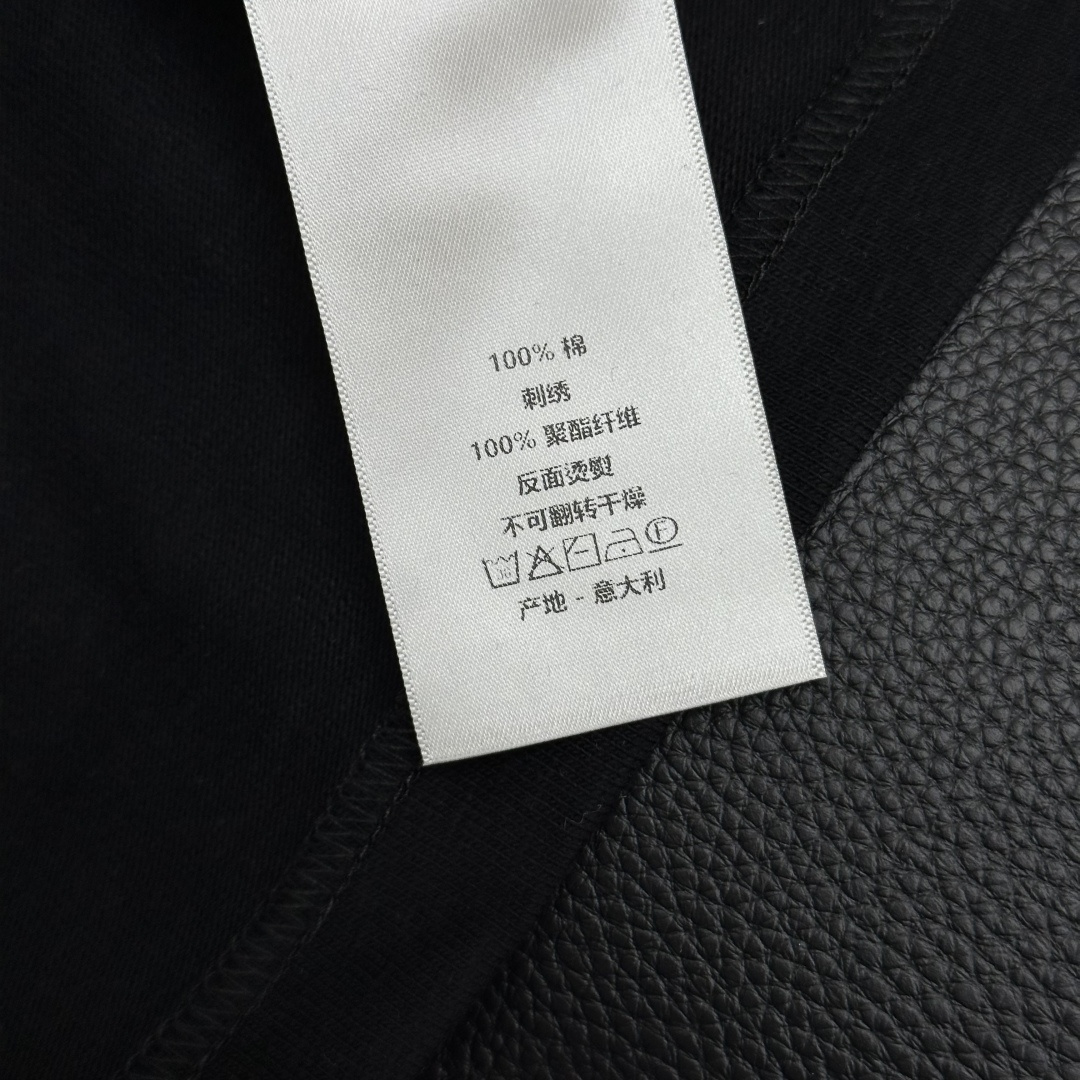 100% 棉
刺绣
100% 聚酯纤维
反面烫熨
不可翻转干燥
30 F
产地 - 意大利